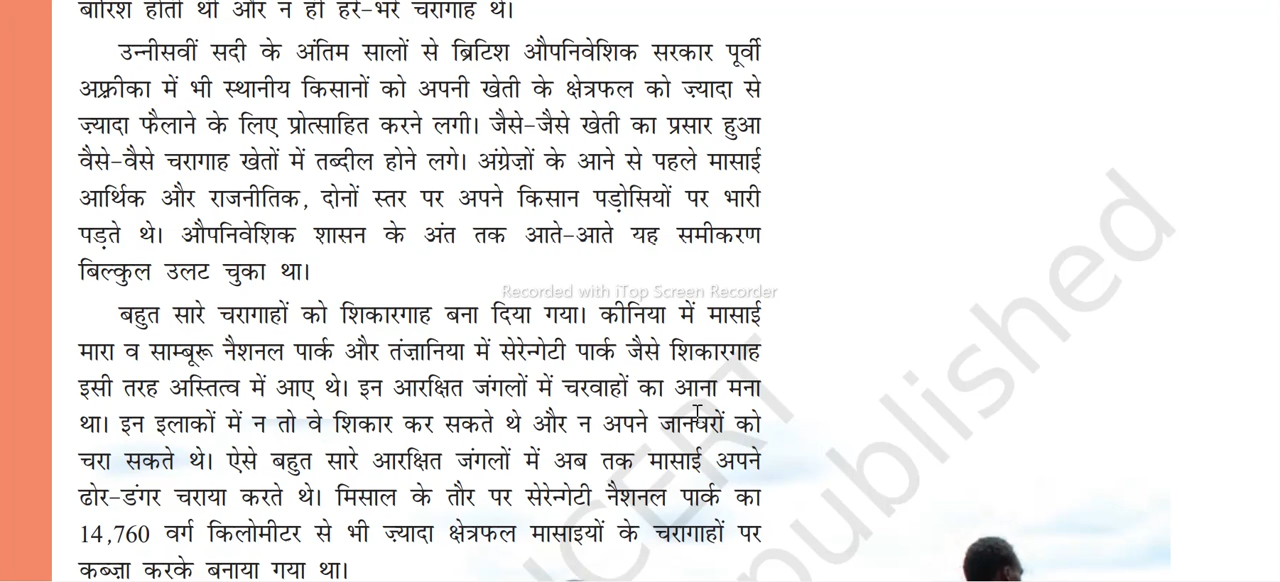 बारिश होती थी और न ही हरे-भरे चरागाह थे।
उन्नीसवीं सदी के अंतिम सालों से ब्रिटिश औपनिवेशिक सरकार पूर्वी
अफ़्रीका में भी स्थानीय किसानों को अपनी खेती के क्षेत्रफल को ज़्यादा से
ज़्यादा फैलाने के लिए प्रोत्साहित करने लगी। जैसे-जैसे खेती का प्रसार हुआ
वैसे-वैसे चरागाह खेतों में तब्दील होने लगे। अंग्रेज़ों के आने से पहले मासाई
आर्थिक और राजनीतिक, दोनों स्तर पर अपने किसान पड़ोसियों पर भारी
पड़ते थे। औपनिवेशिक शासन के अंत तक आते-आते यह समीकरण
बिल्कुल उलट चुका था।
Recorded with iTop Screen Recorder
बहुत सारे चरागाहों को शिकारगाह बना दिया गया। कीनिया में मासाई
मारा व साम्बूरू नैशनल पार्क और तंज़ानिया में सेरेन्गेटी पार्क जैसे शिकारगाह
इसी तरह अस्तित्व में आए थे। इन आरक्षित जंगलों में चरवाहों का आना मना
था। इन इलाकों में न तो वे शिकार कर सकते थे और न अपने जानवरों को
चरा सकते थे। ऐसे बहुत सारे आरक्षित जंगलों में अब तक मासाई अपने
ढोर-डंगर चराया करते थे। मिसाल के तौर पर सेरेन्गेटी नैशनल पार्क का
14,760 वर्ग किलोमीटर से भी ज़्यादा क्षेत्रफल मासाइयों के चरागाहों पर
कब्ज़ा करके बनाया गया था।
NCERT
published